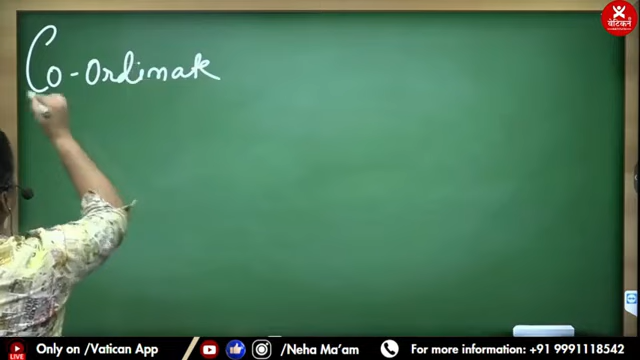 वेटिकन
Co-Ordinate
LIVE
Only on /Vatican App
/Neha Ma'am
For more information: +91 9991118542